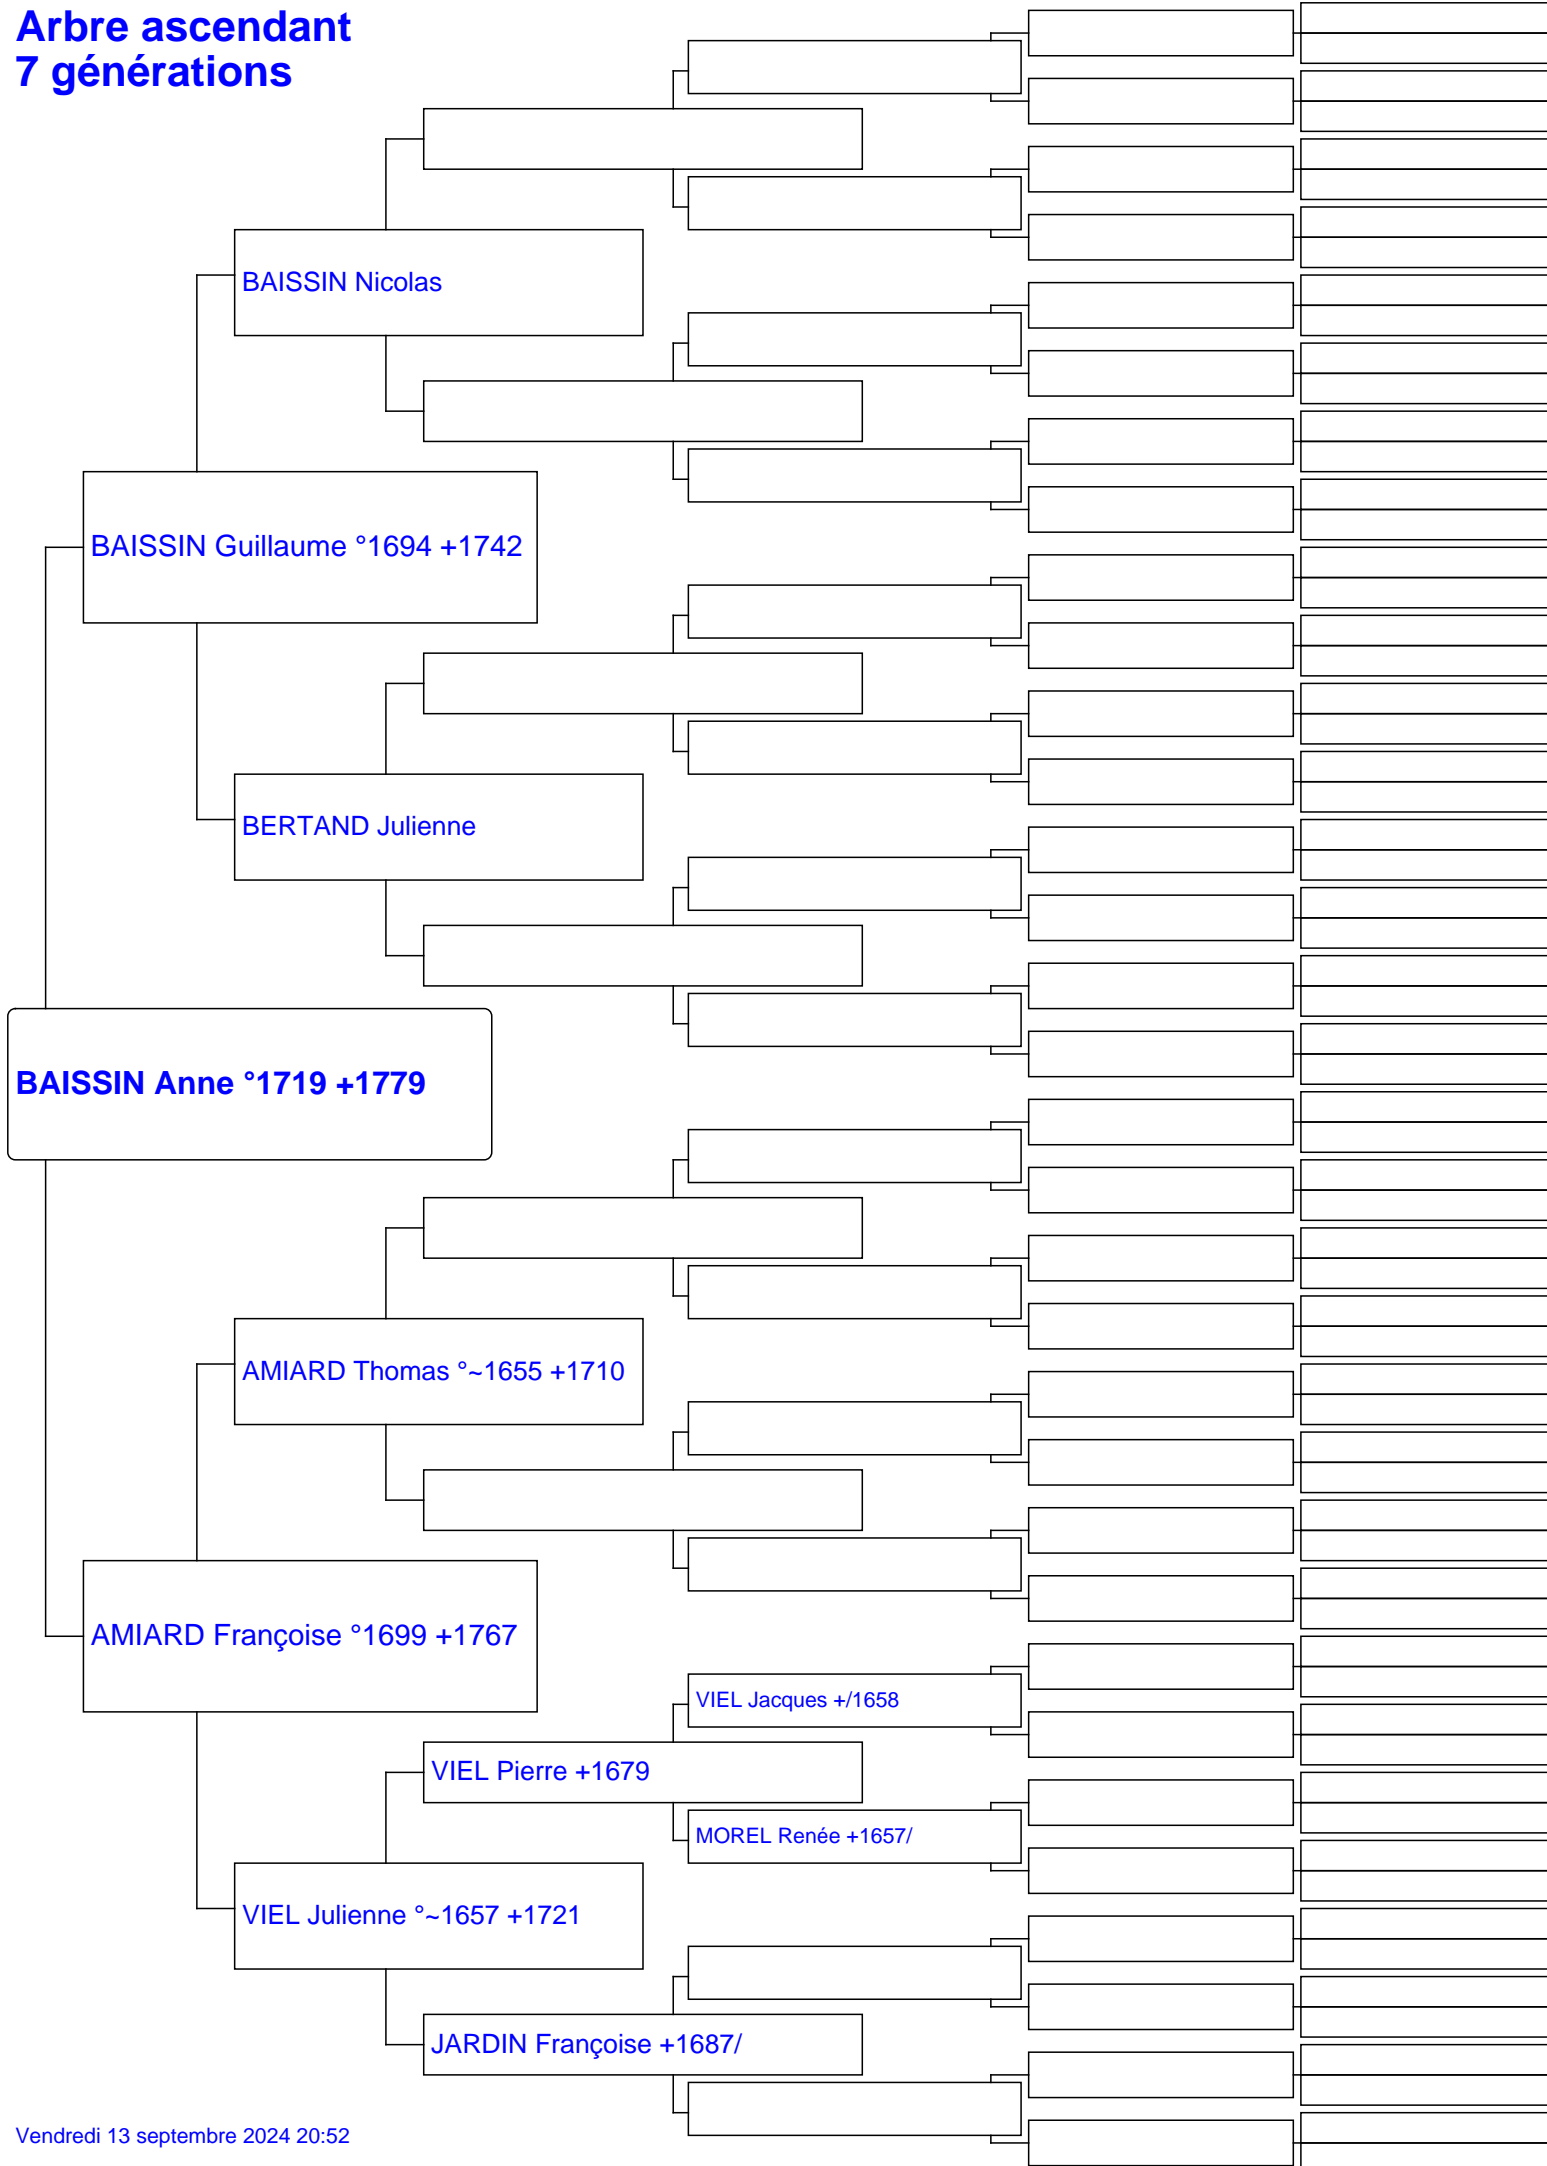 Arbre ascendant
7 générations
BAISSIN Nicolas
BAISSIN Guillaume °1694 +1742
BERTAND Julienne
BAISSIN Anne °1719 +1779
AMIARD Thomas °~1655 +1710
AMIARD Françoise °1699 +1767
VIEL Jacques +/1658
VIEL Pierre +1679
MOREL Renée +1657/
VIEL Julienne °~1657 +1721
JARDIN Françoise +1687/
Vendredi 13 septembre 2024 20:52